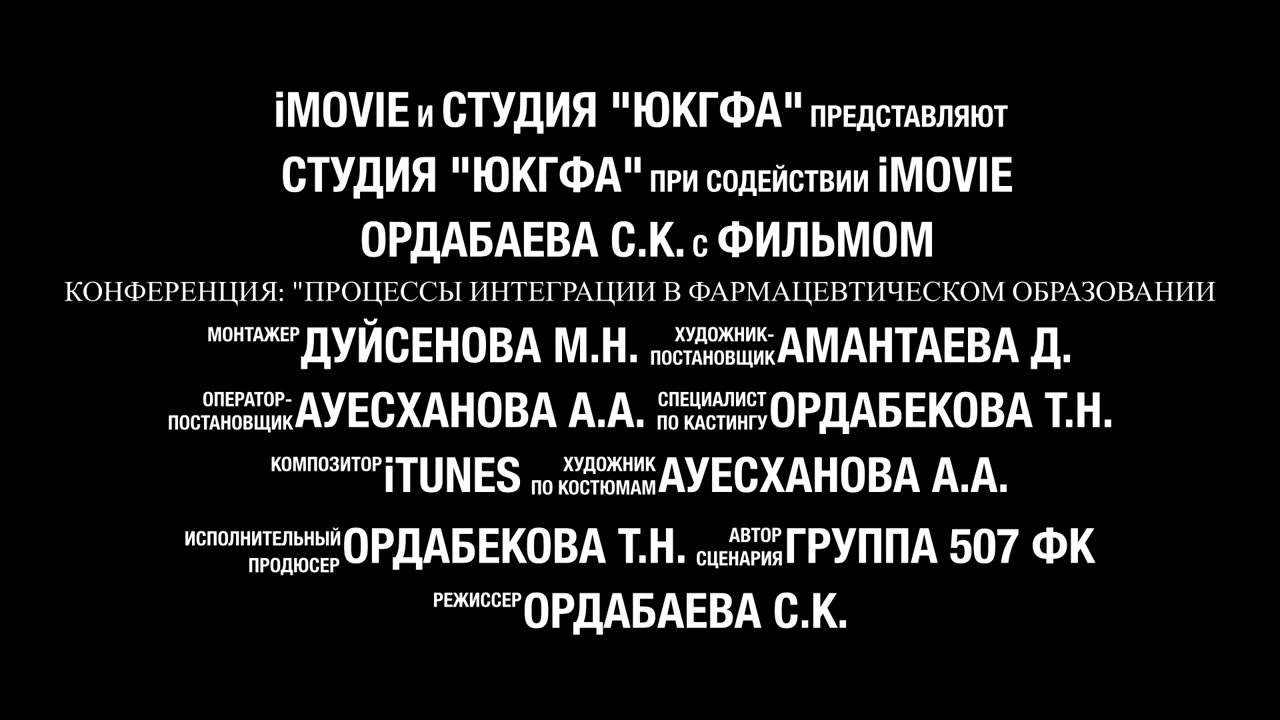 iMOVIE и СТУДИЯ "ЮКГФА" ПРЕДСТАВЛЯЮТ
СТУДИЯ "ЮКГФА" ПРИ СОДЕЙСТВИИ iMOVIE
ОРДАБАЕВА С.К. С ФИЛЬМОМ
КОНФЕРЕНЦИЯ: "ПРОЦЕССЫ ИНТЕГРАЦИИ В ФАРМАЦЕВТИЧЕСКОМ ОБРАЗОВАНИИ
МОНТАЖЕР ДУЙСЕНОВА М.Н. ХУДОЖНИК-ПОСТАНОВЩИК АМАНТАЕВА Д.
ОПЕРАТОР-ПОСТАНОВЩИК АУЕСХАНОВА А.А. СПЕЦИАЛИСТ ПО КАСТИНГУ ОРДАБЕКОВА Т.Н.
КОМПОЗИТОР iTUNES ХУДОЖНИК ПО КОСТЮМАМ АУЕСХАНОВА А.А.
ИСПОЛНИТЕЛЬНЫЙ ПРОДЮСЕР ОРДАБЕКОВА Т.Н. АВТОР СЦЕНАРИЯ ГРУППА 507 ФК
РЕЖИССЕР ОРДАБАЕВА С.К.